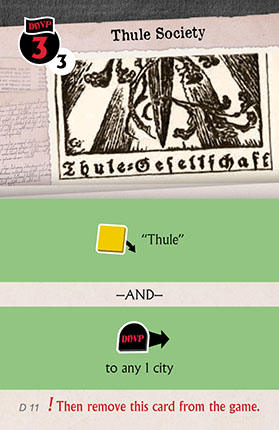 DDVP
3
3
Thule Society
Thule=Gesellschaft
"Thule"
–AND–
DDVP
to any 1 city
D 11 ! Then remove this card from the game.